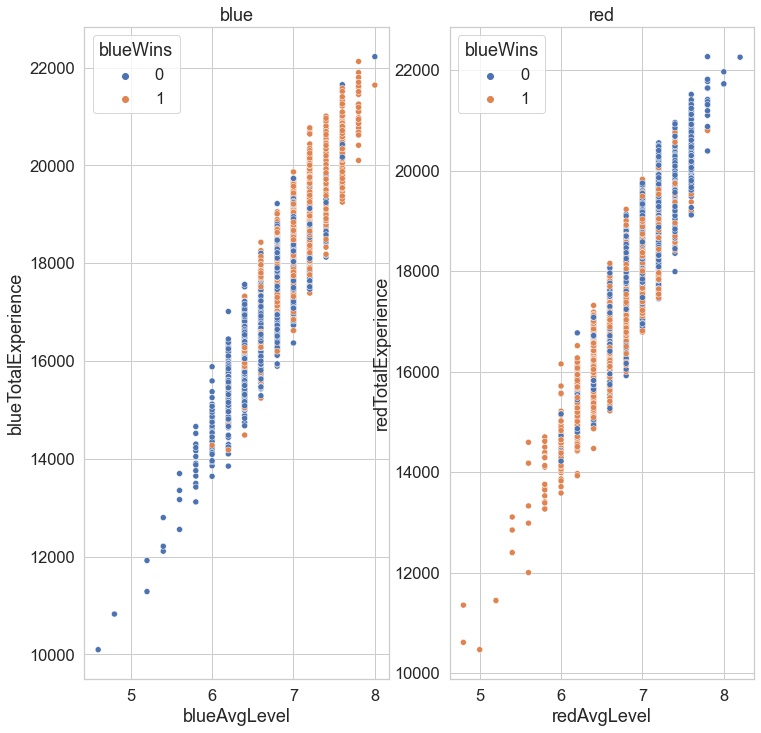 blue
blueWins
0
1
22000
20000
18000
16000
14000
12000
10000
blueTotalExperience
5 6 7 8
blueAvgLevel
red
blueWins
0
1
22000
20000
18000
16000
14000
12000
10000
redTotalExperience
5 6 7 8
redAvgLevel